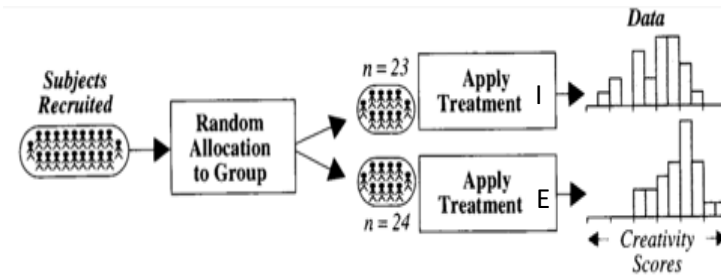 Subjects
Recruited
Random
Allocation
to Group
n = 23
Apply
Treatment I
Apply
Treatment E
n = 24
Data
Creativity
Scores